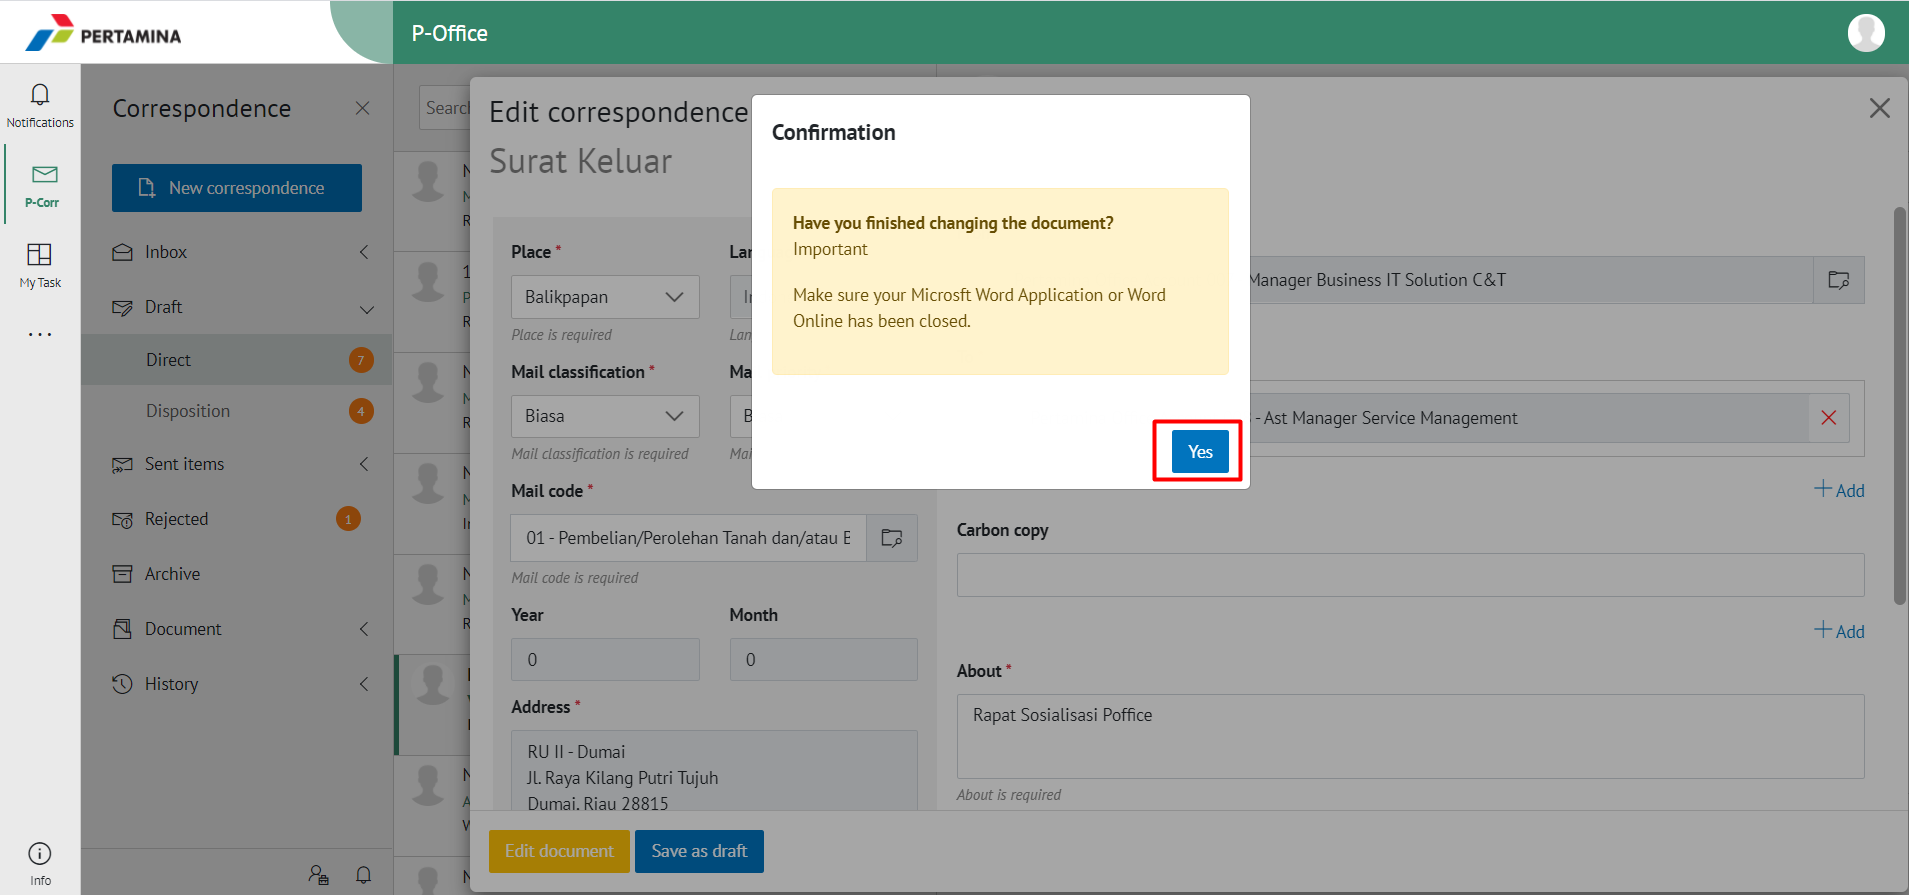 PERTAMINA
P-Office
Notifications
P-Corr
My Task
Info
Correspondence
New correspondence
Inbox
Draft
Direct
7
Disposition
4
Sent items
Rejected
1
Archive
Document
History
Edit correspondence
Surat Keluar
Place *
Balikpapan
Place is required
Mail classification *
Biasa
Mail classification is required
Mail code *
01 - Pembelian/Perolehan Tanah dan/atau B
Mail code is required
Year
Month
0
0
Address *
RU II - Dumai
Jl. Raya Kilang Putri Tujuh
Dumai, Riau 28815
Edit document
Save as draft
Confirmation
Have you finished changing the document?
Important
Make sure your Microsft Word Application or Word
Online has been closed.
Yes
Manager Business IT Solution C&T
- Ast Manager Service Management
Add
Carbon copy
Add
About *
Rapat Sosialisasi Poffice
About is required